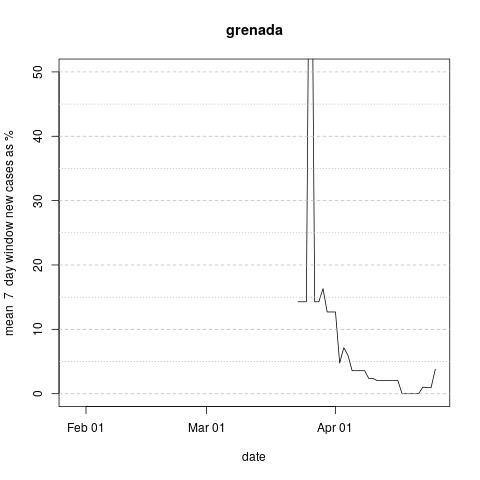 grenada
mean 7 day window new cases as %
50
40
30
20
10
0
Feb 01
Mar 01
Apr 01
date